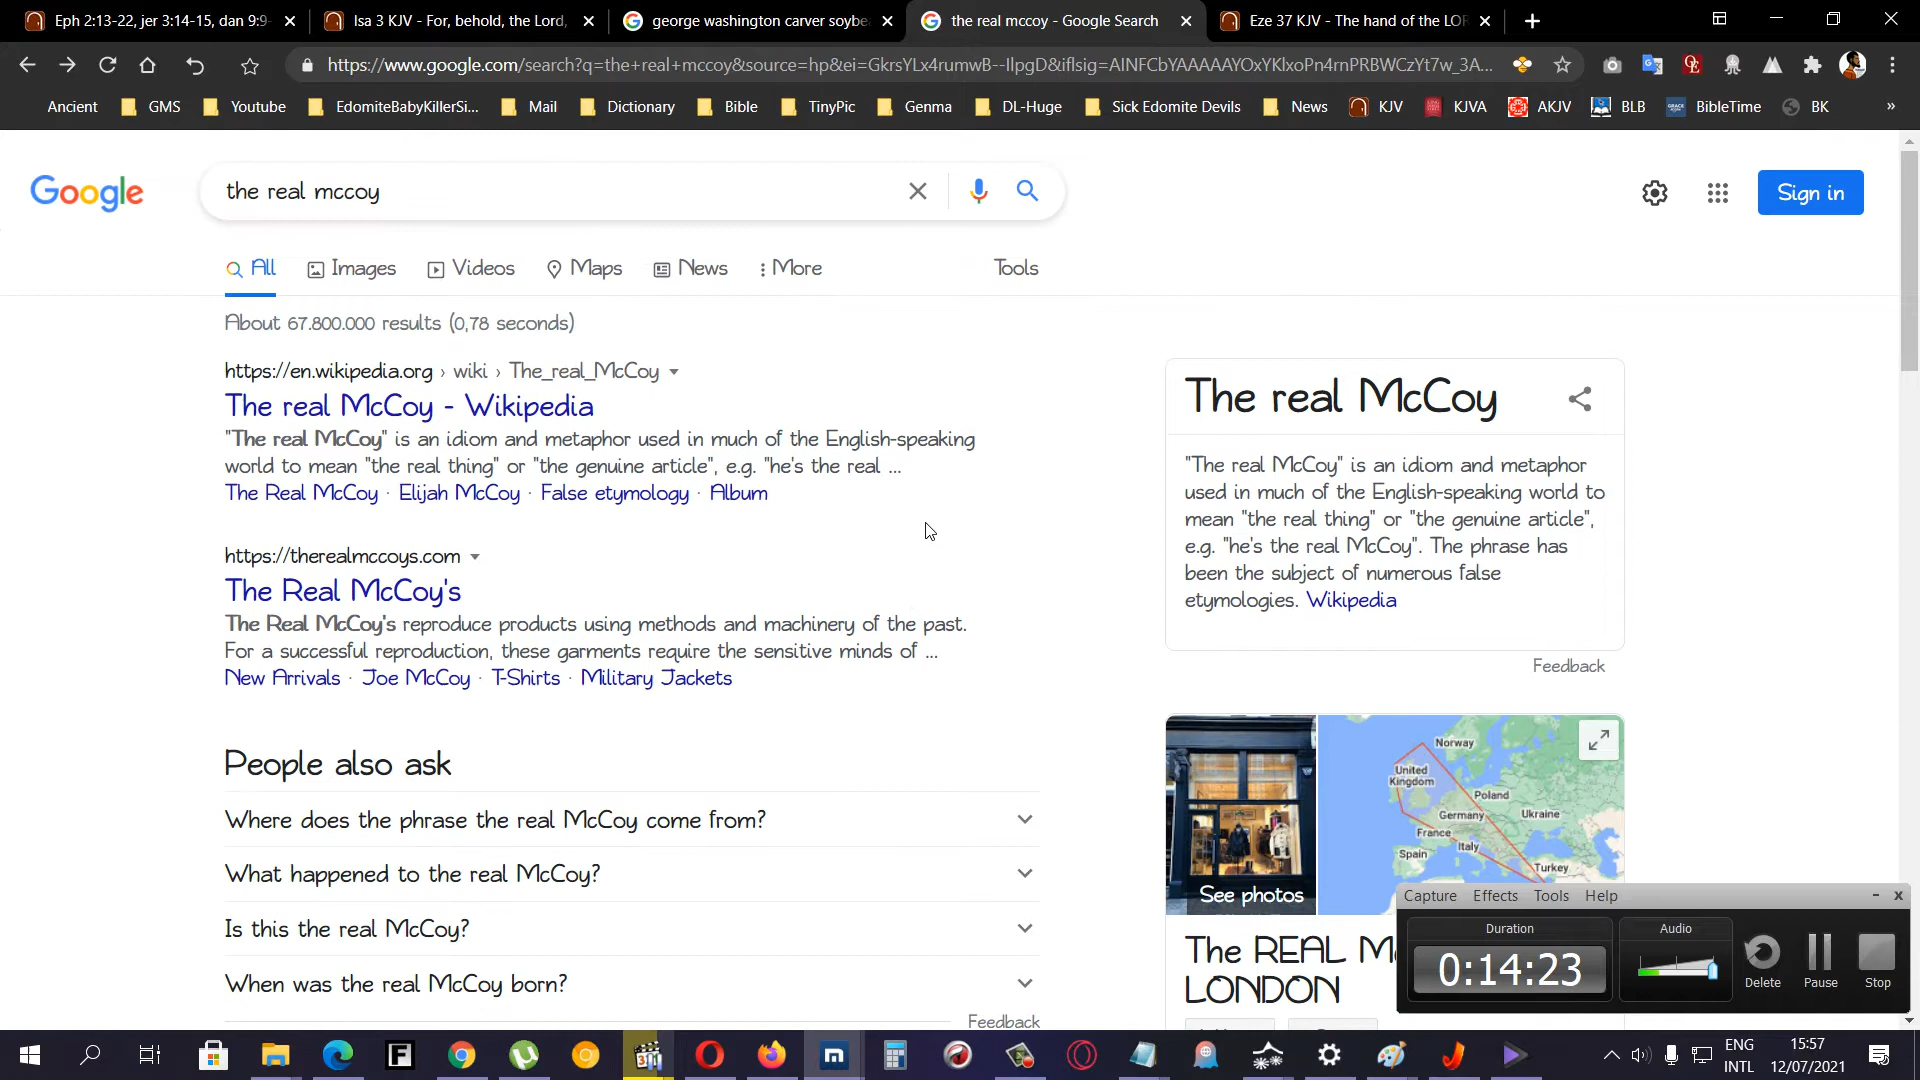 Eph 2:13-22, jer 3:14-15, dan 9:9-
Isa 3 KJV - For, behold, the Lord,
george washington carver soybe
the real mccoy - Google Search
Eze 37 KJV - The hand of the LOR
https://www.google.com/search?q=the+real+mccoy&source=hp&ei=GkrsYLx4rumwB--IlpgD&iflsig=AINFCbYAAAAAYOxYKlxoPn4rnPRBWCzYt7w_3A...
Ancient GMS Youtube EdomiteBabyKillerSi... Mail Dictionary Bible TinyPic Genma DL-Huge Sick Edomite Devils News KJV KJVA AKJV BLB BibleTime BK »
Google
the real mccoy
Sign in
All Images Videos Maps News More Tools
About 67.800.000 results (0,78 seconds)
https://en.wikipedia.org › wiki › The_real_McCoy
The real McCoy - Wikipedia
"The real McCoy" is an idiom and metaphor used in much of the English-speaking
world to mean "the real thing" or "the genuine article", e.g. "he's the real ...
The Real McCoy · Elijah McCoy · False etymology · Album
https://therealmccoys.com
The Real McCoy's
The Real McCoy's reproduce products using methods and machinery of the past.
For a successful reproduction, these garments require the sensitive minds of ...
New Arrivals · Joe McCoy · T-Shirts · Military Jackets
People also ask
Where does the phrase the real McCoy come from?
What happened to the real McCoy?
Is this the real McCoy?
When was the real McCoy born?
Feedback
The real McCoy
"The real McCoy" is an idiom and metaphor
used in much of the English-speaking world to
mean "the real thing" or "the genuine article",
e.g. "he's the real McCoy". The phrase has
been the subject of numerous false
etymologies. Wikipedia
Feedback
See photos
Norway
United
Kingdom
Poland
Germany
Ukraine
France
Italy
Spain
Turkey
The REAL M
LONDON
Capture Effects Tools Help
Duration
Audio
0:14:23
Delete Pause Stop
ENG
INTL
15:57
12/07/2021